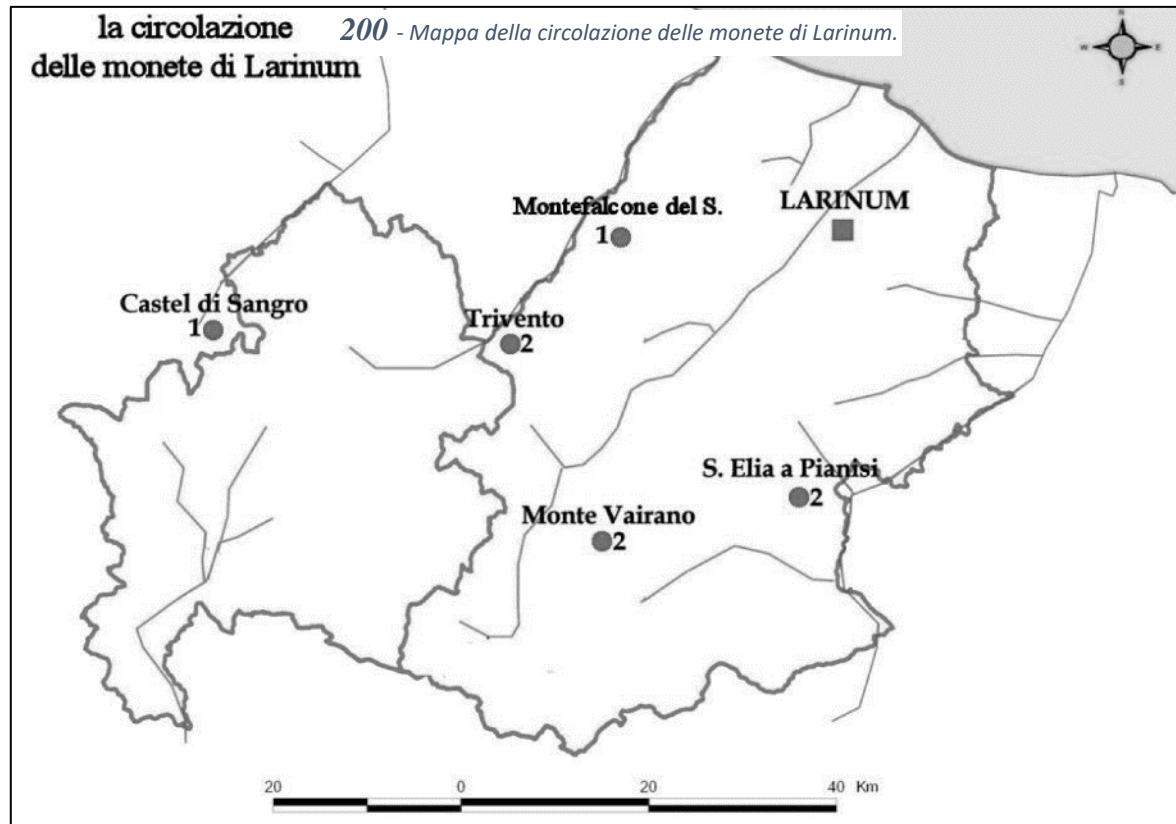 la circolazione
delle monete di Larinum
200 - Mappa della circolazione delle monete di Larinum.
N
W E
S
Montefalcone del S.
1
LARINUM
Castel di Sangro
1
Trivento
2
S. Elia a Pianisi
2
Monte Vairano
2
20 0 20 40 Km